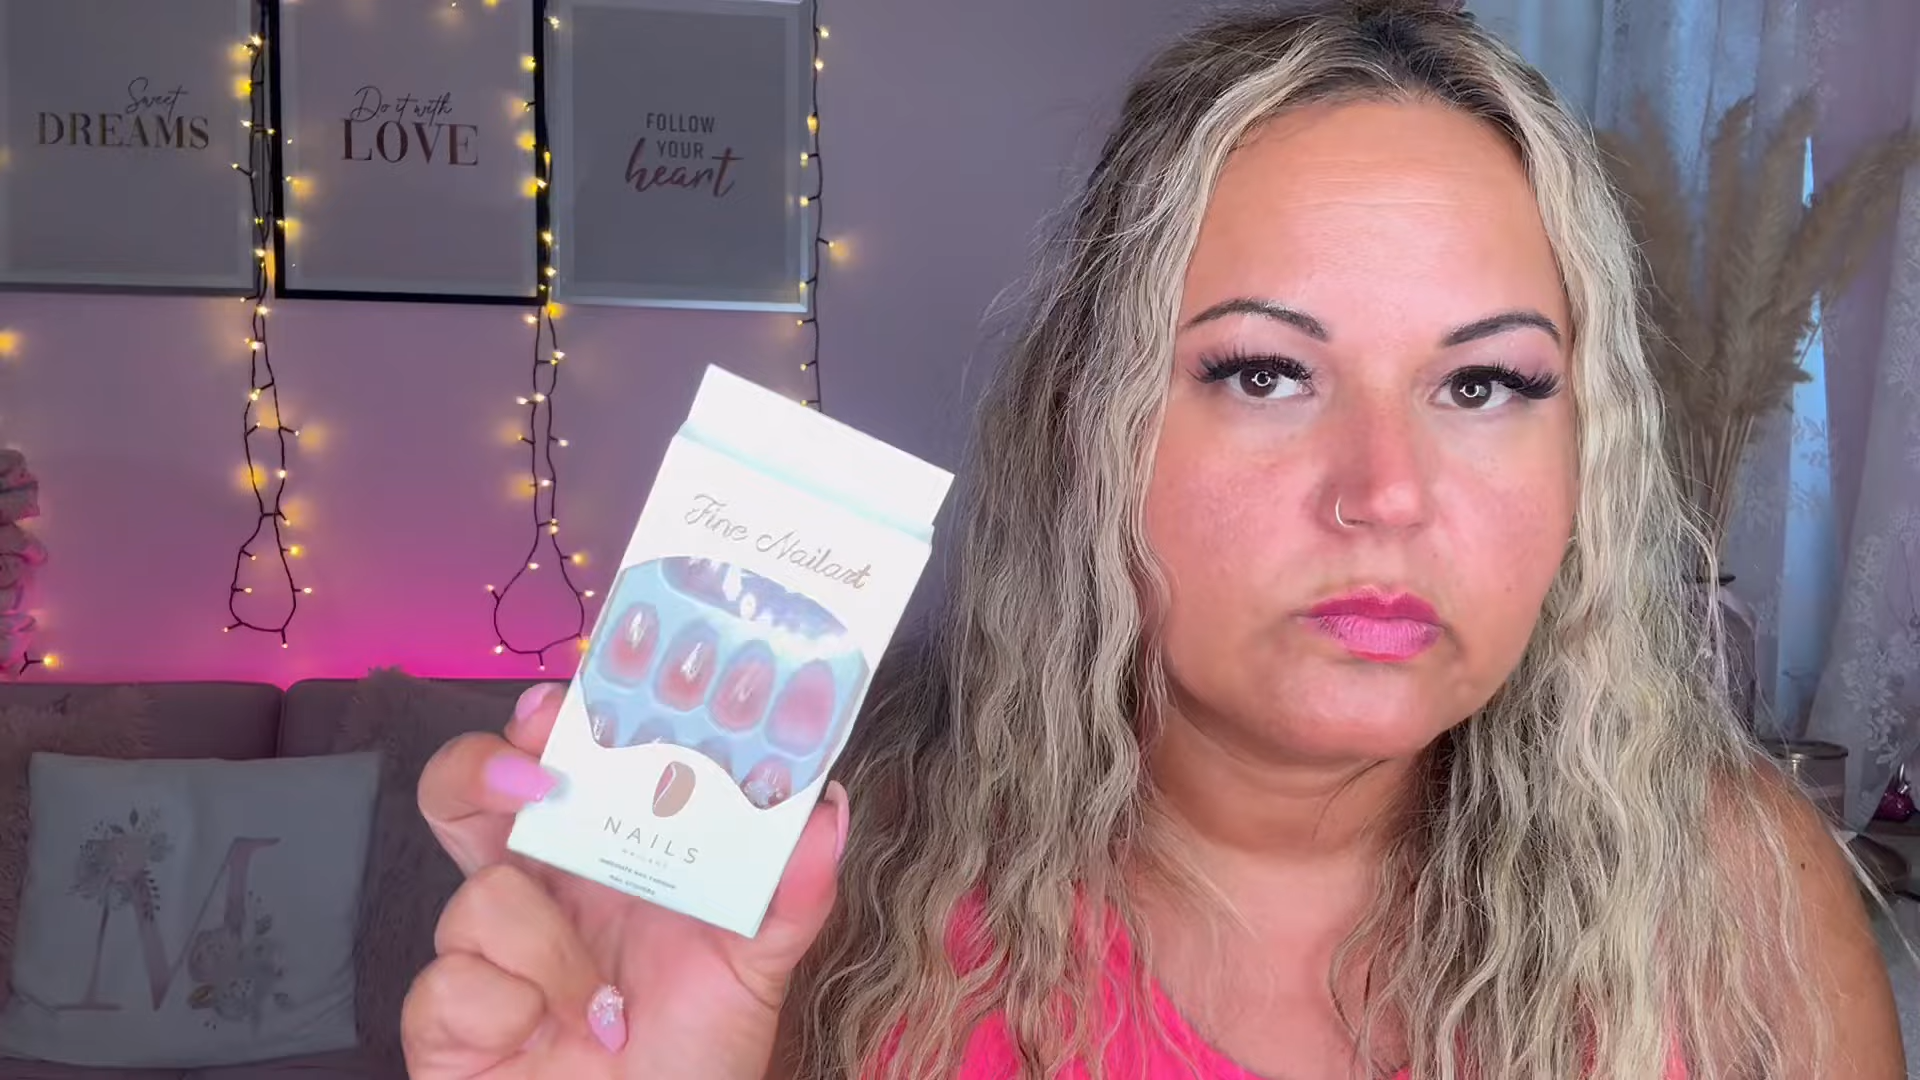 Sweet
DREAMS
Do it with
LOVE
FOLLOW
YOUR
heart
Fine Nailart
NAILS
M